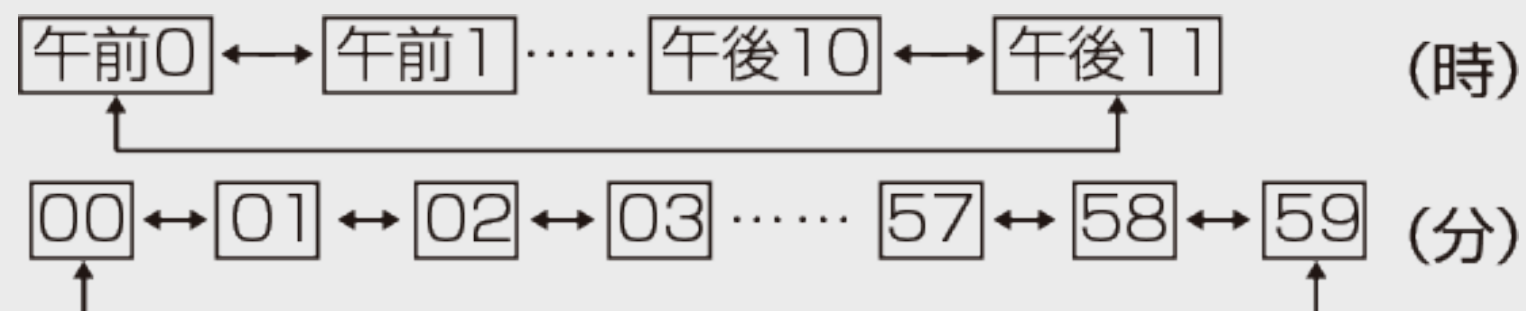 午前0 午前1 …… 午後10 午後11 (時)
00 01 02 03 …… 57 58 59 (分)